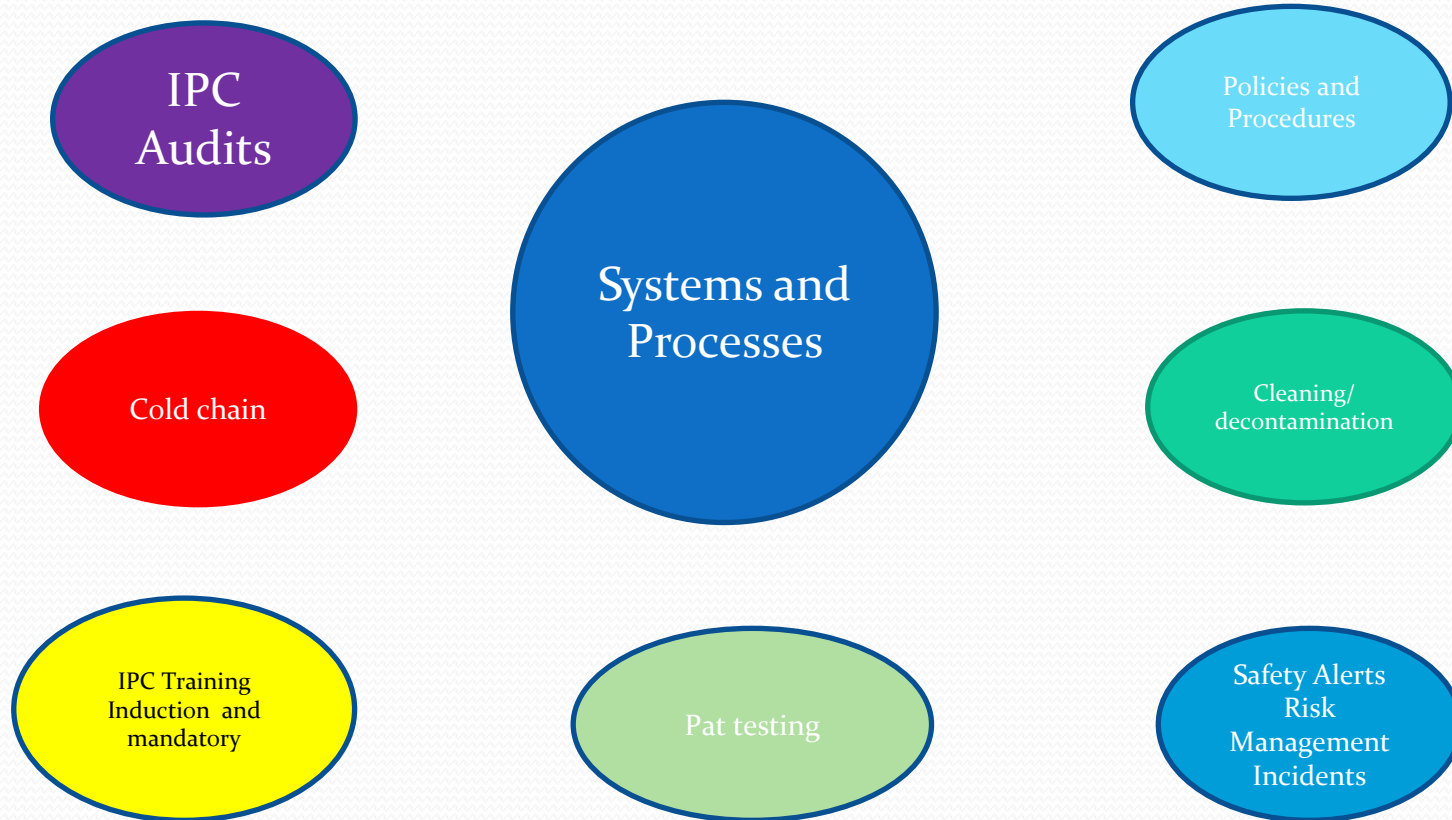 IPC
Audits
Policies and
Procedures
Systems and
Processes
Cold chain
Cleaning/
decontamination
IPC Training
Induction  and
mandatory
Pat testing
Safety Alerts
Risk
Management
Incidents